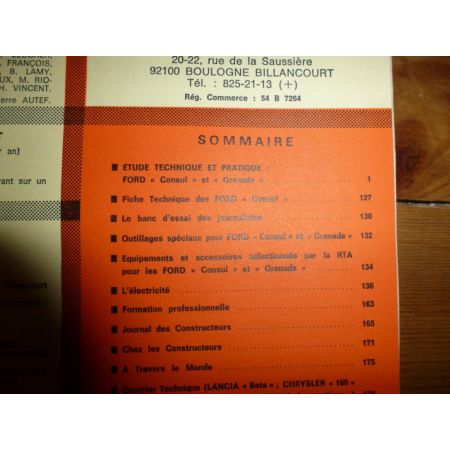 FRANÇOIS,
B. LAMY,
UX, M. RIO-
H. VINCENT.
ierre AUTEF.
T
r an)
rant sur un
20-22, rue de la Saussière
92100 BOULOGNE BILLANCOURT
Tél. : 825-21-13 (+)
Rég. Commerce : 54 B 7264
SOMMAIRE
■ ÉTUDE TECHNIQUE ET PRATIQUE :
FORD « Consul » et « Granada » 1
■ Fiche Technique des FORD « Consul » 127
■ Le banc d'essai des journalistes 130
■ Outillages spéciaux pour FORD « Consul » et « Granada » 132
■ Equipements et accessoires sélectionnés par la RTA
pour les FORD « Consul » et « Granada » 134
■ L'électricité 136
■ Formation professionnelle 163
■ Journal des Constructeurs 165
■ Chez les Constructeurs 171
■ A Travers le Monde 175
■ Courrier Technique (LANCIA « Beta » ; CHRYSLER « 160 »